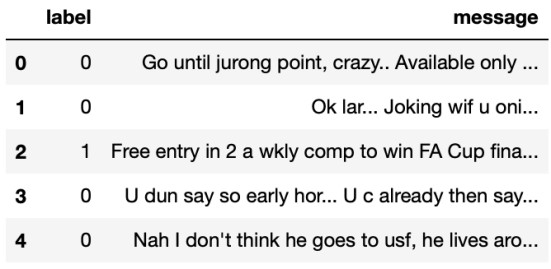 label message
0 0 Go until jurong point, crazy.. Available only ...
1 0 Ok lar... Joking wif u oni...
2 1 Free entry in 2 a wkly comp to win FA Cup fina...
3 0 U dun say so early hor... U c already then say...
4 0 Nah I don't think he goes to usf, he lives aro...